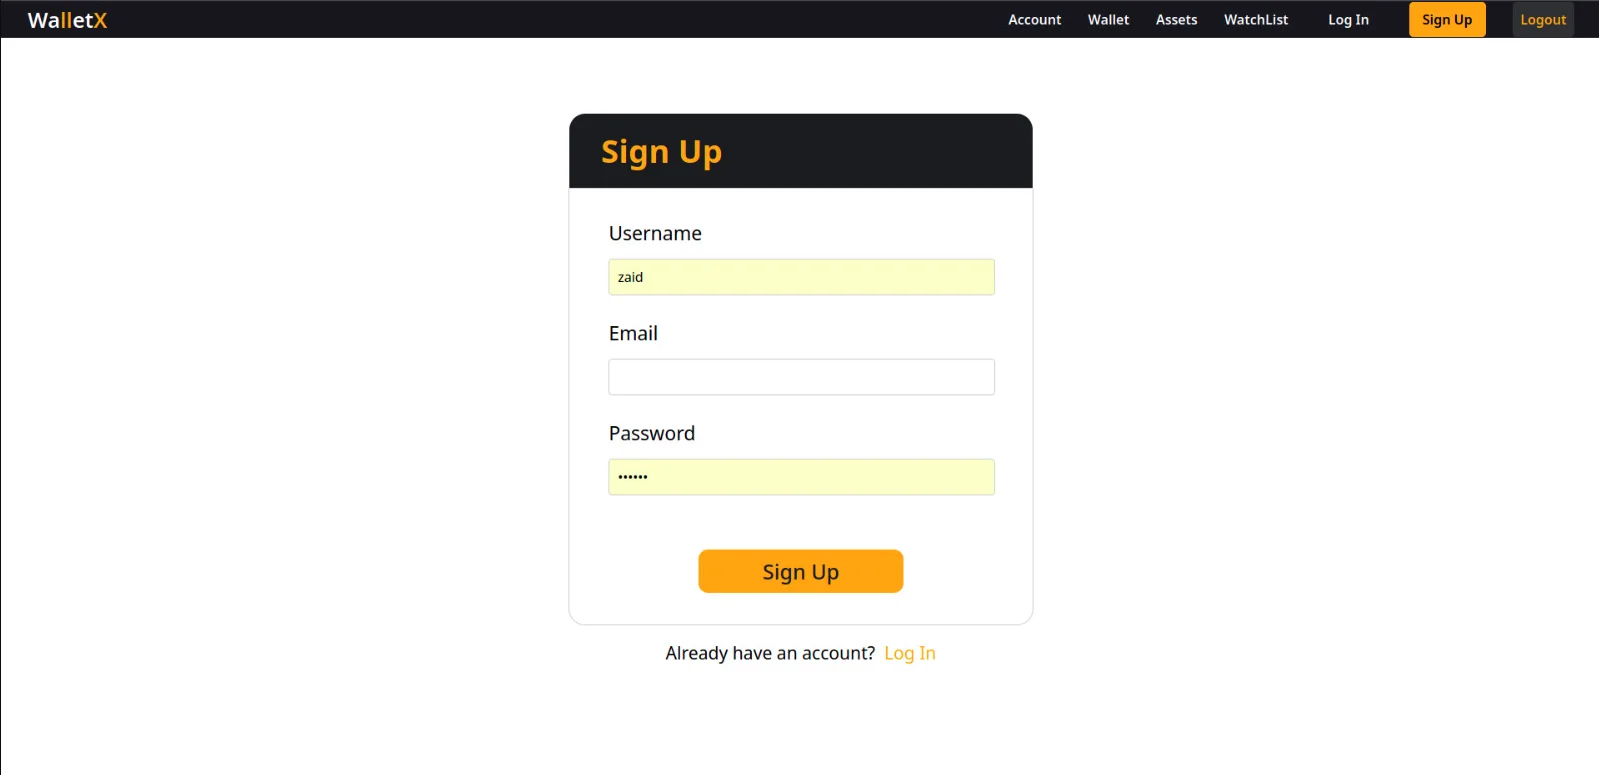 WalletX Account Wallet Assets WatchList Log In Sign Up Logout
Sign Up
Username
zaid
Email
Password
••••••
Sign Up
Already have an account? Log In